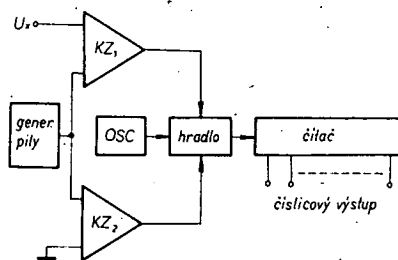 Uₓ
KZ₁
gener.
pily
OSC
hradlo
čítač
KZ₂
číslicový výstup